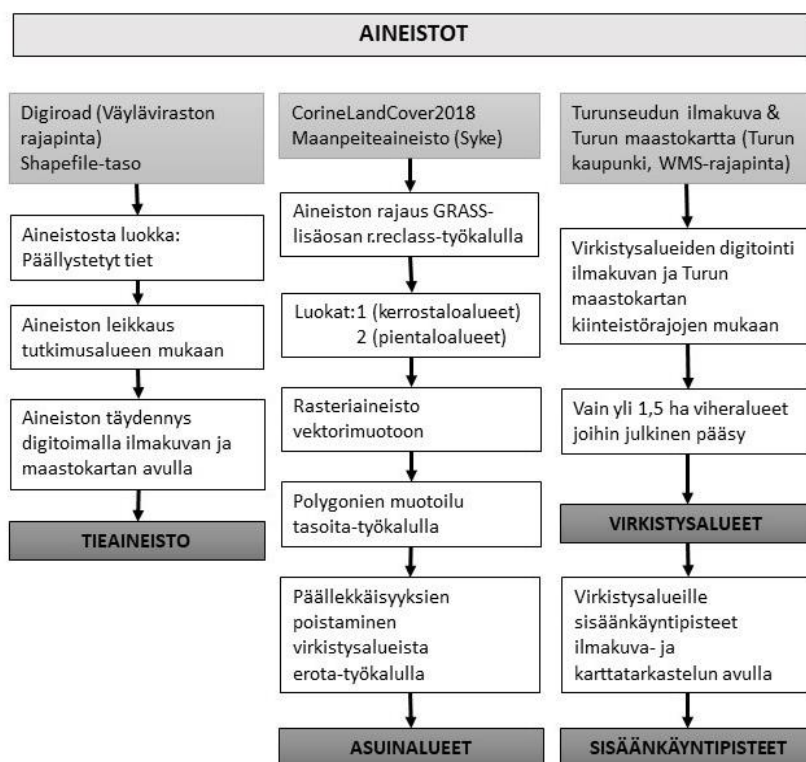 AINEISTOT
Digiroad (Väyläviraston
rajapinta)
Shapefile-taso
Aineistosta luokka:
Päällystetyt tiet
Aineiston leikkaus
tutkimusalueen mukaan
Aineiston täydennys
digitoimalla ilmakuvan ja
maastokartan avulla
TIEAINEISTO
CorineLandCover2018
Maanpeiteaineisto (Syke)
Aineiston rajaus GRASS-
lisäosan r.reclass-työkalulla
Luokat:1 (kerrostaloalueet)
2 (pientaloalueet)
Rasteriaineisto
vektorimuotoon
Polygonien muotoilu
tasoita-työkalulla
Päällekkäisyyksien
poistaminen
virkistysalueista
erota-työkalulla
ASUINALUEET
Turunseudun ilmakuva &
Turun maastokartta (Turun
kaupunki, WMS-rajapinta)
Virkistysalueiden digitointi
ilmakuvan ja Turun
maastokartan
kiinteistörajojen mukaan
Vain yli 1,5 ha viheralueet
joihin julkinen pääsy
VIRKISTYSALUEET
Virkistysalueille
sisäänkäyntipisteet
ilmakuva- ja
karttatarkastelun avulla
SISÄÄNKÄYNTIPISTEET